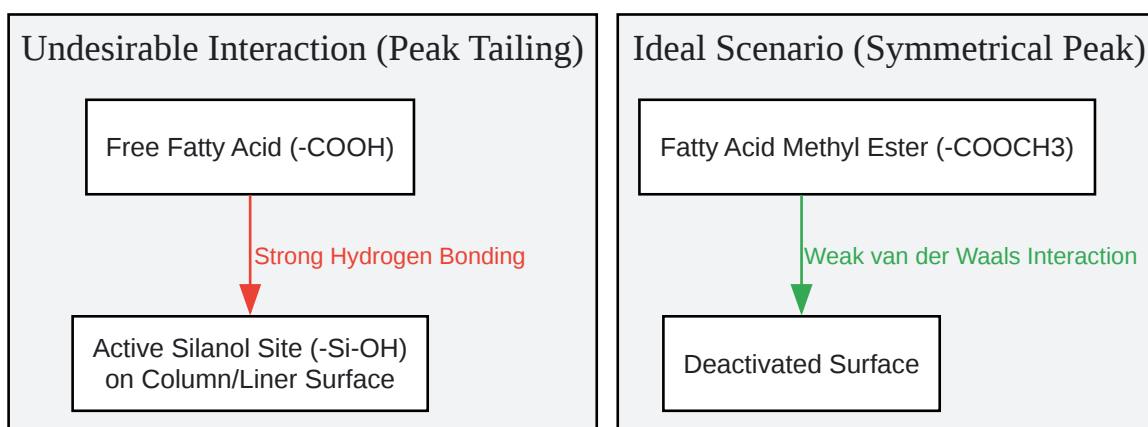 Undesirable Interaction (Peak Tailing)
Free Fatty Acid (-COOH)
Strong Hydrogen Bonding
Active Silanol Site (-Si-OH)
on Column/Liner Surface
Ideal Scenario (Symmetrical Peak)
Fatty Acid Methyl Ester (-COOCH3)
Weak van der Waals Interaction
Deactivated Surface